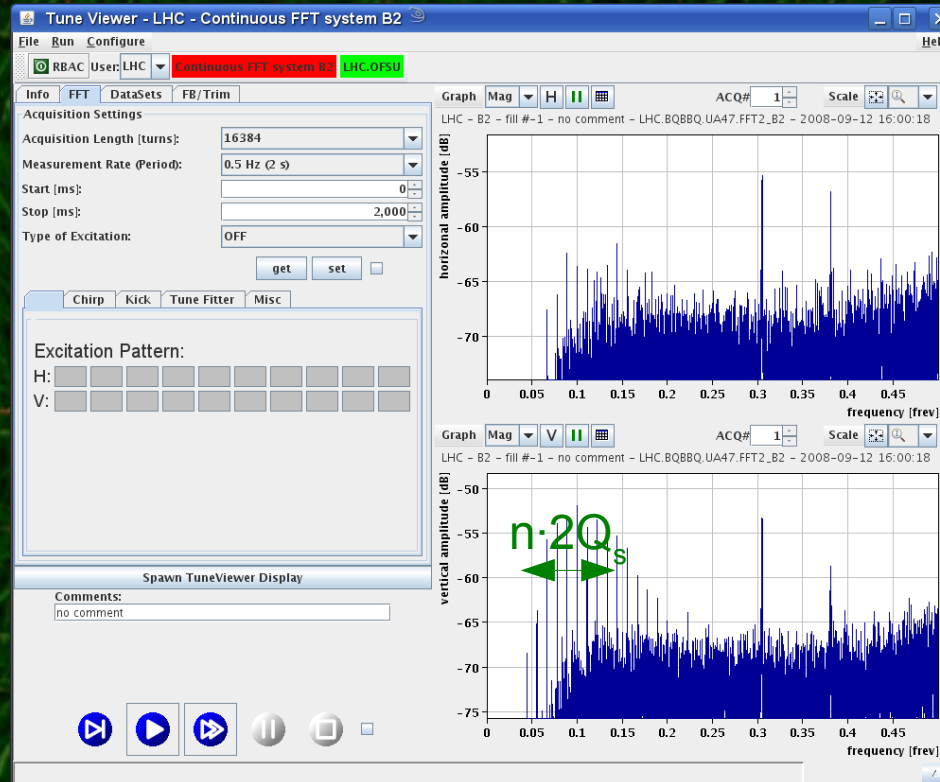 Tune Viewer - LHC - Continuous FFT system B2
File Run Configure
RBAC User: LHC Continuous FFT system B2 LHC.OFSU
Info FFT DataSets FB/Trim
Acquisition Settings
Acquisition Length [turns]: 16384
Measurement Rate (Period): 0.5 Hz (2 s)
Start [ms]: 0
Stop [ms]: 2,000
Type of Excitation: OFF
get set
Chirp Kick Tune Fitter Misc
Excitation Pattern:
H:
V:
Spawn TuneViewer Display
Comments:
no comment
Graph Mag H ACQ# 1 Scale
LHC - B2 - fill #-1 - no comment - LHC.BQBBQ.UA47.FFT2_B2 - 2008-09-12 16:00:18
horizonal amplitude [dB]
-55
-60
-65
-70
0 0.05 0.1 0.15 0.2 0.25 0.3 0.35 0.4 0.45
frequency [frev]
Graph Mag V ACQ# 1 Scale
LHC - B2 - fill #-1 - no comment - LHC.BQBBQ.UA47.FFT2_B2 - 2008-09-12 16:00:18
vertical amplitude [dB]
-50
-55
-60
-65
-70
-75
n·2Qs
0 0.05 0.1 0.15 0.2 0.25 0.3 0.35 0.4 0.45
frequency [frev]